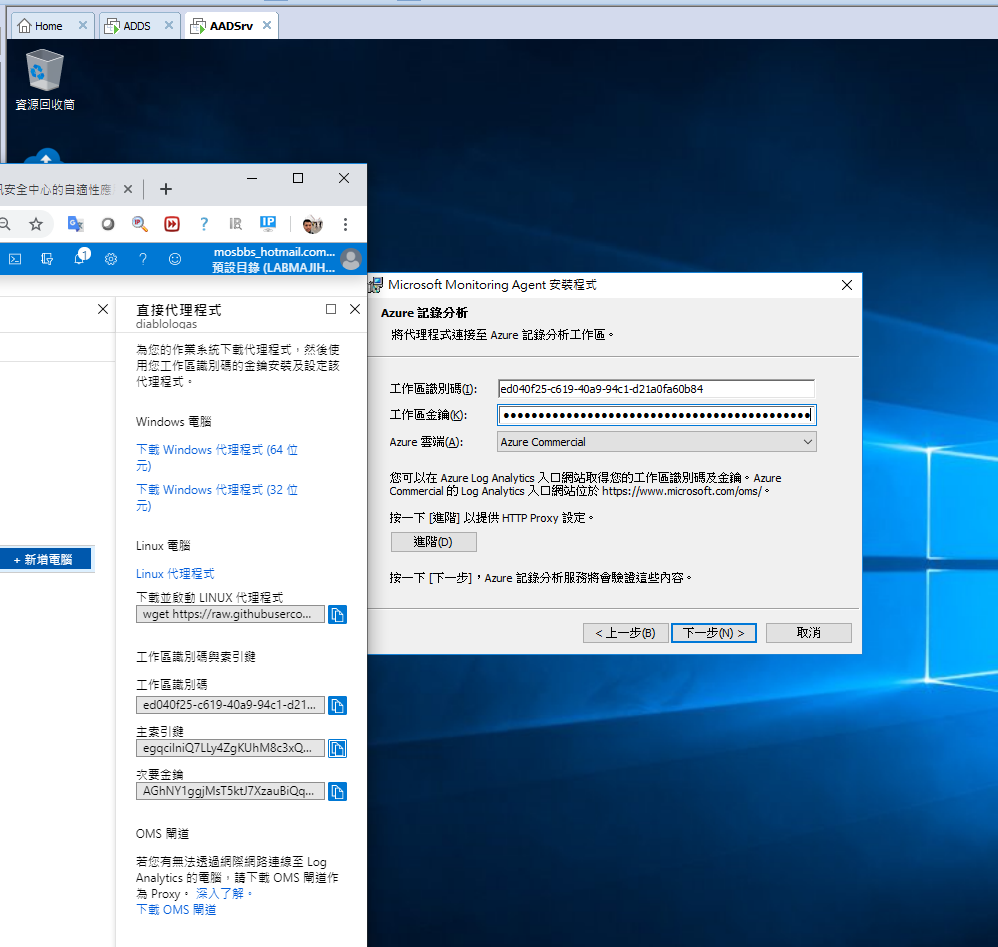 Home
ADDS
AADSrv
資源回收筒
安全中心的自適性應
IR
IP
1
mosbbs_hotmail.com...
預設目錄 (LABMAJIH...
直接代理程式
diabloloqas
為您的作業系統下載代理程式，然後使
用您工作區識別碼的金鑰安裝及設定該
代理程式。
Windows 電腦
下載 Windows 代理程式 (64 位
元)
下載 Windows 代理程式 (32 位
元)
+ 新增電腦
Linux 電腦
Linux 代理程式
下載並啟動 LINUX 代理程式
wget https://raw.githubuserco...
工作區識別碼與索引鍵
工作區識別碼
ed040f25-c619-40a9-94c1-d21...
主索引鍵
egqcilniQ7LLy4ZgKUhM8c3xQ...
次要金鑰
AGhNY1ggjMsT5ktJ7XzauBiQq...
OMS 閘道
若您有無法透過網際網路連線至 Log
Analytics 的電腦，請下載 OMS 閘道作
為 Proxy。 深入了解。
下載 OMS 閘道
Microsoft Monitoring Agent 安裝程式
Azure 記錄分析
將代理程式連接至 Azure 記錄分析工作區。
工作區識別碼(I): ed040f25-c619-40a9-94c1-d21a0fa60b84
工作區金鑰(K):
Azure 雲端(A): Azure Commercial
您可以在 Azure Log Analytics 入口網站取得您的工作區識別碼及金鑰。Azure
Commercial 的 Log Analytics 入口網站位於 https://www.microsoft.com/oms/。
按一下 [進階] 以提供 HTTP Proxy 設定。
進階(D)
按一下 [下一步]，Azure 記錄分析服務將會驗證這些內容。
< 上一步(B) 下一步(N) > 取消